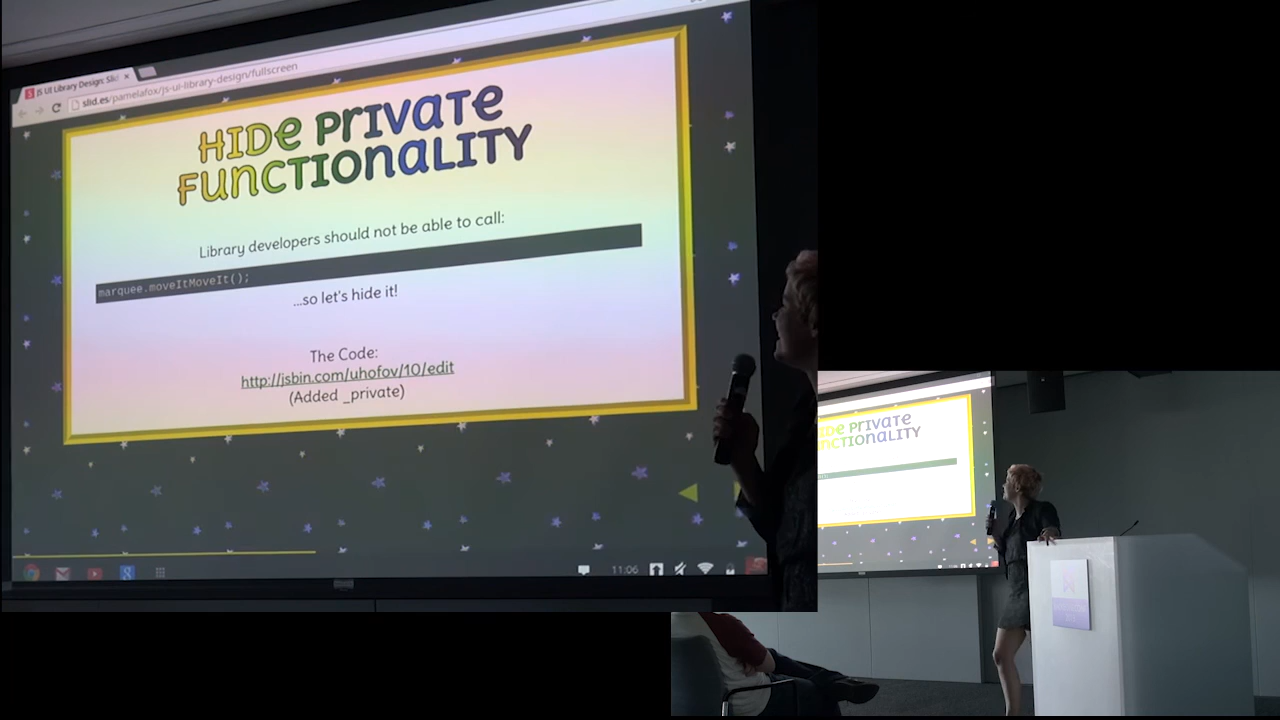 JS UI Library Design: Slid
slid.es/pamelafox/js-ui-library-design/fullscreen
HIDE PRIVATE
FUNCTIONALITY
Library developers should not be able to call:
marquee.moveItMoveIt();
...so let's hide it!
The Code:
http://jsbin.com/uhofov/10/edit
(Added _private)
11:06
IDE PRIVATE
NCTIONALITY